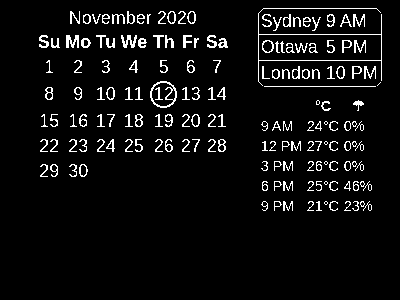 November 2020
Su Mo Tu We Th Fr Sa
1 2 3 4 5 6 7
8 9 10 11 12 13 14
15 16 17 18 19 20 21
22 23 24 25 26 27 28
29 30
Sydney 9 AM
Ottawa 5 PM
London 10 PM
°C ☂
9 AM 24°C 0%
12 PM 27°C 0%
3 PM 26°C 0%
6 PM 25°C 46%
9 PM 21°C 23%